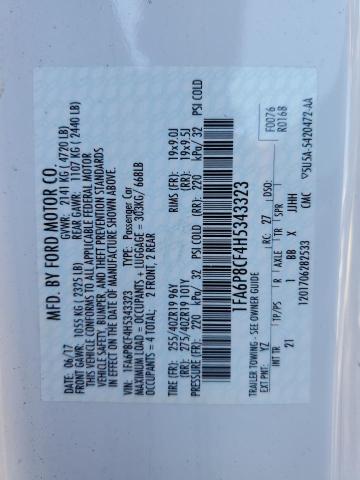 MFD. BY FORD MOTOR CO.
06/17 GVWR: 2141 KG ( 4720 LB)
FRONT GAWR: 1055 KG ( 2325 LB) REAR GAWR: 1107 KG ( 2440 LB)
THIS VEHICLE CONFORMS TO ALL APPLICABLE FEDERAL MOTOR
VEHICLE SAFETY, BUMPER, AND THEFT PREVENTION STANDARDS
IN EFFECT ON THE DATE OF MANUFACTURE SHOWN ABOVE.
VIN: 1FA6P8CF4H5343323 TYPE: Passenger Car
MAXIMUM LOAD = OCCUPANTS + LUGGAGE = 303KG / 668LB
OCCUPANTS = 4 TOTAL: 2 FRONT, 2 REAR
TIRE (FR): 255/40ZR19 96Y RIMS (FR): 19x9.0J
(RR): 275/40ZR19 101Y (RR): 19x9.5J
PRESSURE (FR): 220 kPa/ 32 PSI COLD (RR): 220 kPa/ 32 PSI COLD
1FA6P8CF4H5343323
TRAILER TOWING - SEE OWNER GUIDE
F0076
R0168
EXT PNT: YZ RC: 27 DSO:
INT TR TP/PS R AXLE TR SPR
21 1 BB X JJHH
1201706282533 CMC
5U5A-5420472-AA